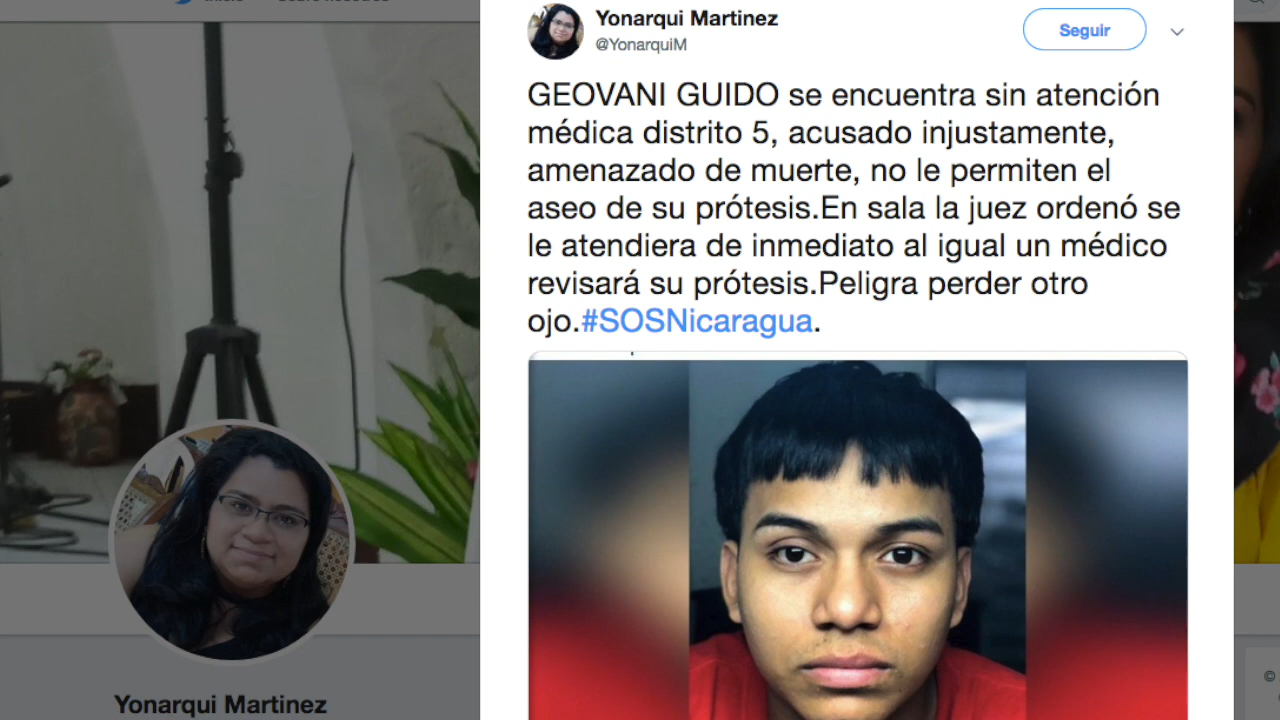 Yonarqui Martinez
@YonarquiM
Seguir
GEOVANI GUIDO se encuentra sin atención
médica distrito 5, acusado injustamente,
amenazado de muerte, no le permiten el
aseo de su prótesis.En sala la juez ordenó se
le atendiera de inmediato al igual un médico
revisará su prótesis.Peligra perder otro
ojo.#SOSNicaragua.
Yonarqui Martinez
©